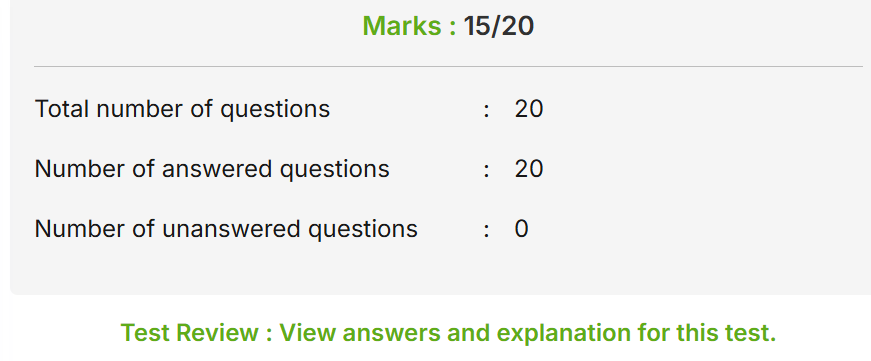 Marks : 15/20
Total number of questions : 20
Number of answered questions : 20
Number of unanswered questions : 0
Test Review : View answers and explanation for this test.